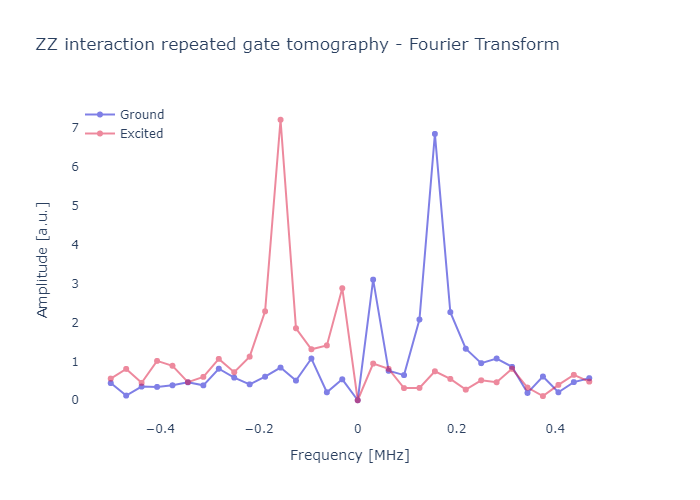 ZZ interaction repeated gate tomography - Fourier Transform
Ground
Excited
7
6
5
4
3
2
1
0
Amplitude [a.u.]
−0.4
−0.2
0
0.2
0.4
Frequency [MHz]